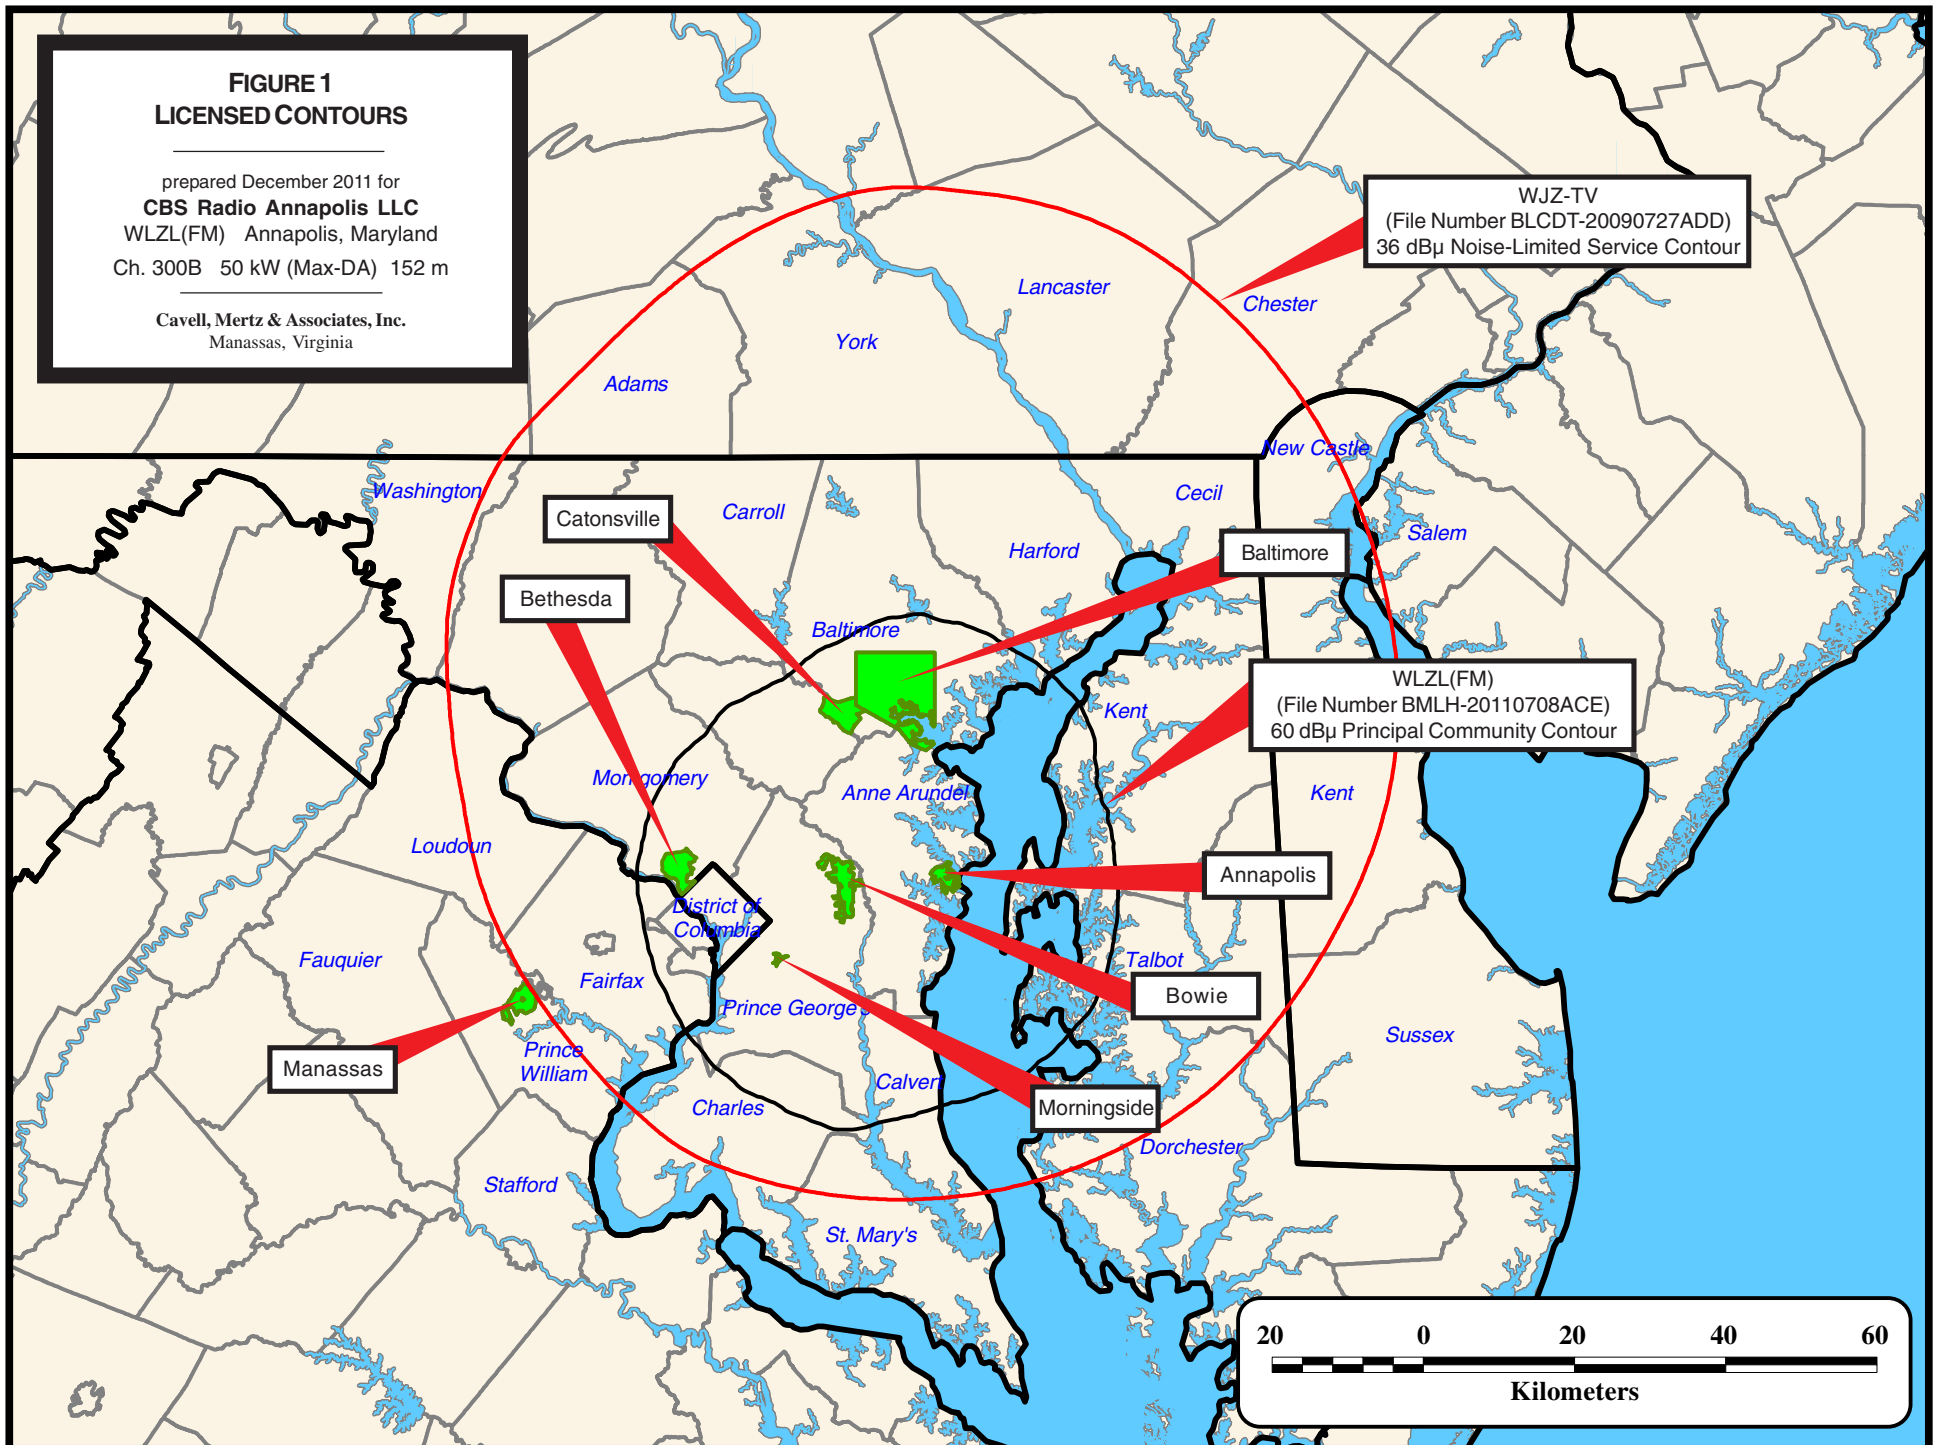 FIGURE 1
LICENSED CONTOURS
prepared December 2011 for
CBS Radio Annapolis LLC
WLZL(FM) Annapolis, Maryland
Ch. 300B 50 kW (Max-DA) 152 m
Cavell, Mertz & Associates, Inc.
Manassas, Virginia
WJZ-TV
(File Number BLCDT-20090727ADD)
36 dBµ Noise-Limited Service Contour
Lancaster
Chester
York
Adams
New Castle
Washington
Cecil
Carroll
Catonsville
Salem
Harford
Baltimore
Bethesda
Baltimore
WLZL(FM)
(File Number BMLH-20110708ACE)
60 dBµ Principal Community Contour
Kent
Montgomery
Anne Arundel
Kent
Loudoun
Annapolis
District of
Columbia
Fauquier
Talbot
Fairfax
Bowie
Prince George's
Sussex
Prince
William
Manassas
Calvert
Charles
Morningside
Dorchester
Stafford
St. Mary's
20 0 20 40 60
Kilometers